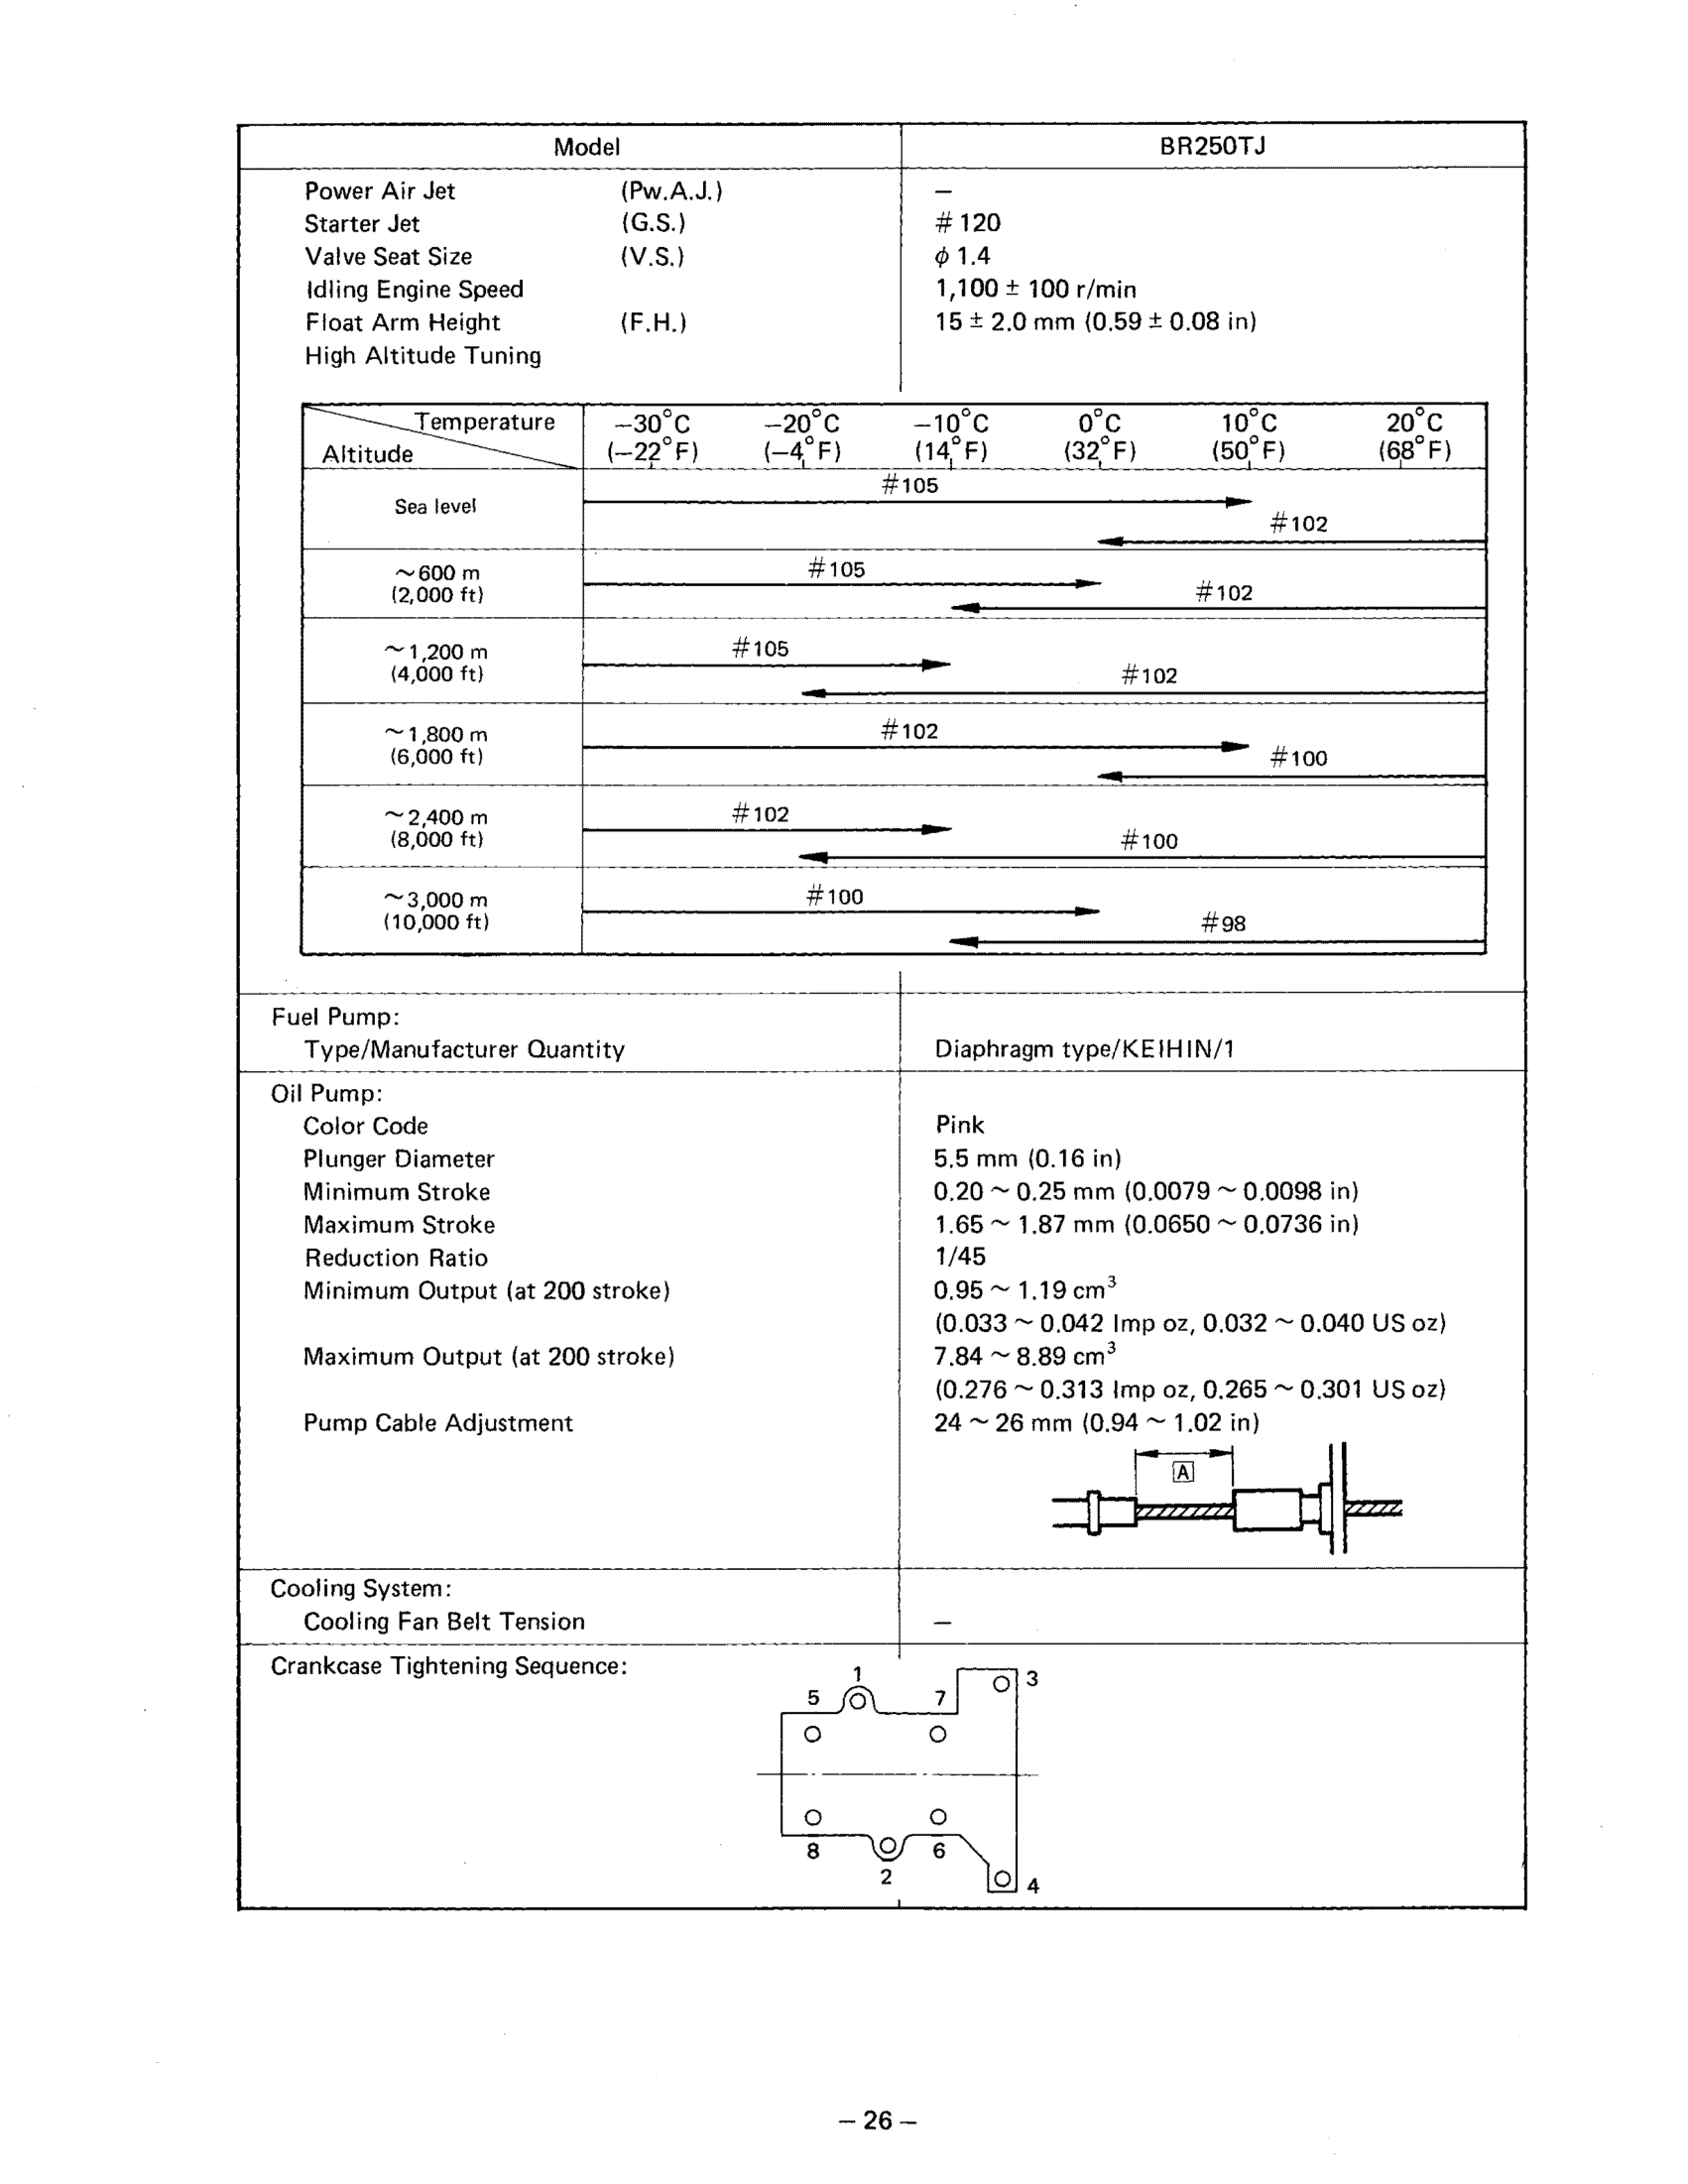 Model BR250TJ
Power Air Jet (Pw.A.J.) —
Starter Jet (G.S.) # 120
Valve Seat Size (V.S.) ϕ 1.4
Idling Engine Speed 1,100 ± 100 r/min
Float Arm Height (F.H.) 15 ± 2.0 mm (0.59 ± 0.08 in)
High Altitude Tuning
Temperature −30°C −20°C −10°C 0°C 10°C 20°C
Altitude (−22°F) (−4°F) (14°F) (32°F) (50°F) (68°F)
#105
Sea level
#102
~600 m #105
(2,000 ft) #102
~1,200 m #105
(4,000 ft) #102
~1,800 m #102
(6,000 ft) #100
~2,400 m #102
(8,000 ft) #100
~3,000 m #100
(10,000 ft) #98
Fuel Pump:
Type/Manufacturer Quantity Diaphragm type/KEIHIN/1
Oil Pump:
Color Code Pink
Plunger Diameter 5.5 mm (0.16 in)
Minimum Stroke 0.20 ~ 0.25 mm (0.0079 ~ 0.0098 in)
Maximum Stroke 1.65 ~ 1.87 mm (0.0650 ~ 0.0736 in)
Reduction Ratio 1/45
Minimum Output (at 200 stroke) 0.95 ~ 1.19 cm³
(0.033 ~ 0.042 Imp oz, 0.032 ~ 0.040 US oz)
Maximum Output (at 200 stroke) 7.84 ~ 8.89 cm³
(0.276 ~ 0.313 Imp oz, 0.265 ~ 0.301 US oz)
Pump Cable Adjustment 24 ~ 26 mm (0.94 ~ 1.02 in)
A
Cooling System:
Cooling Fan Belt Tension —
Crankcase Tightening Sequence:
1 3
5 7
8 6
2 4
– 26 –